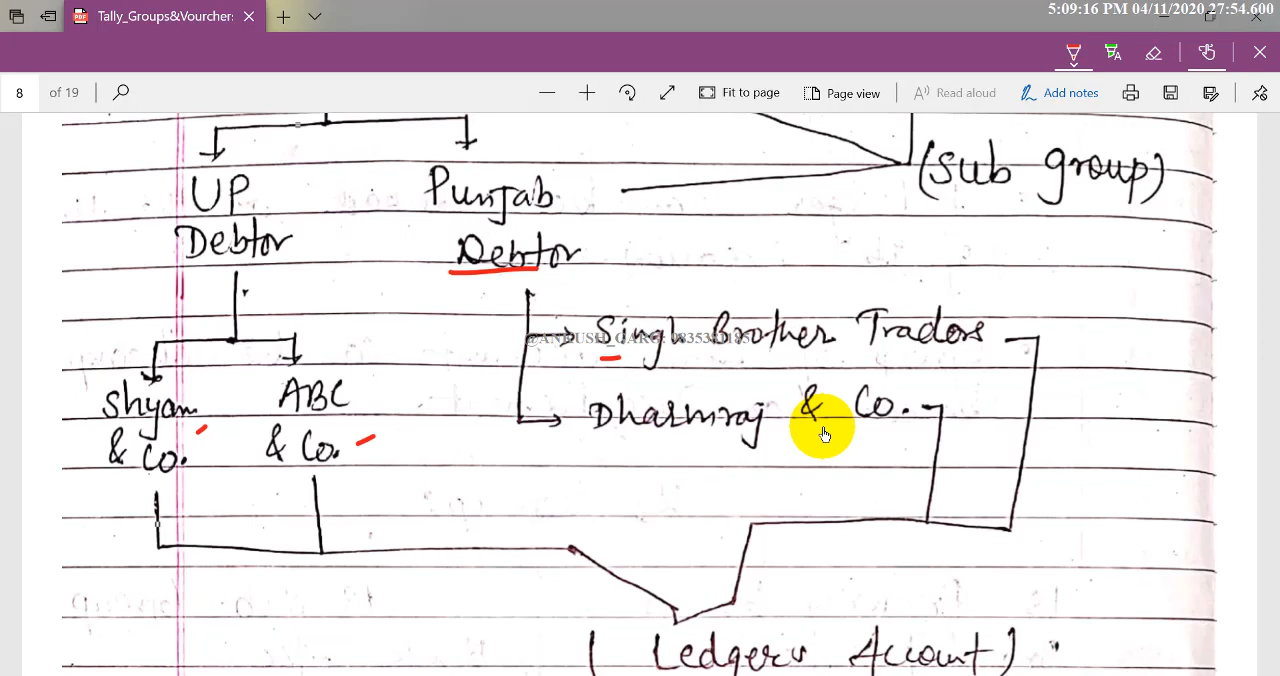 5:09:16 PM 04/11/2020 27:54.600
Tally_Groups&Vourcher:
8 of 19
Fit to page
Page view
Read aloud
Add notes
(Sub group)
UP Punjab
Debtor Debtor
Singh Brother Traders
@ANKUSH_GARG:
Shyam ABC
& Co. & Co.
Dharmraj & Co.
(Ledgers Account)